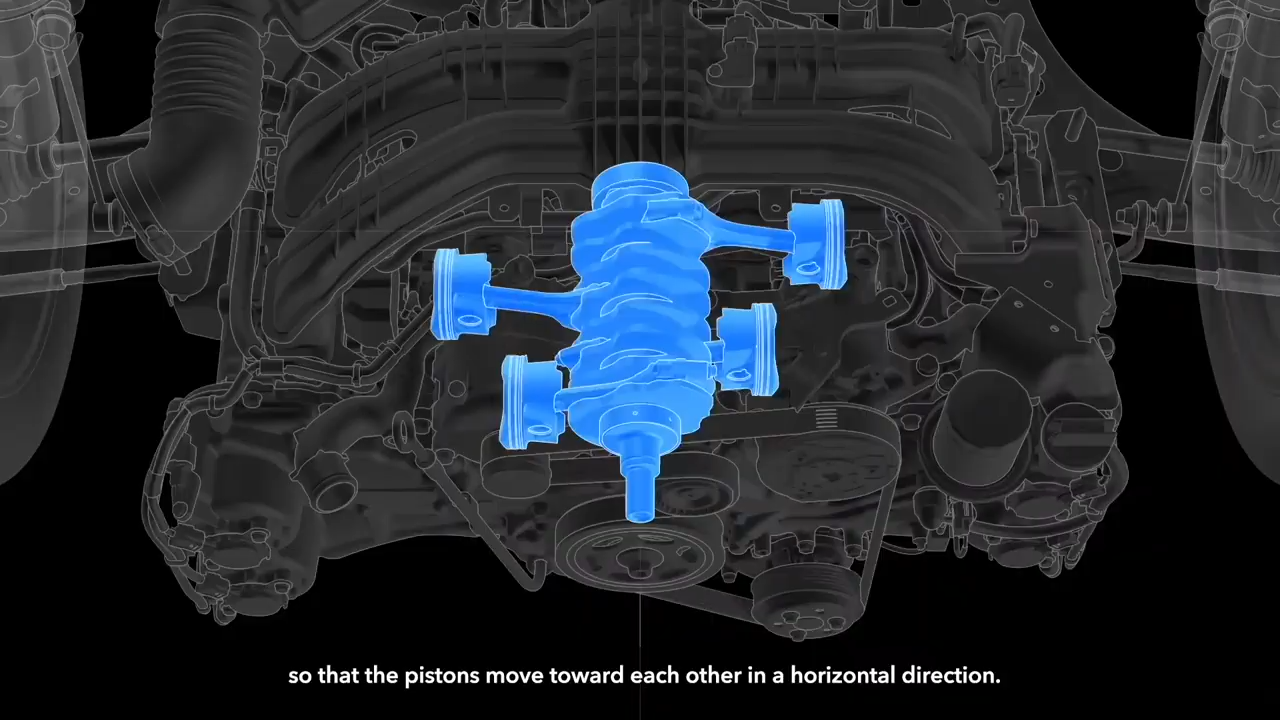 so that the pistons move toward each other in a horizontal direction.